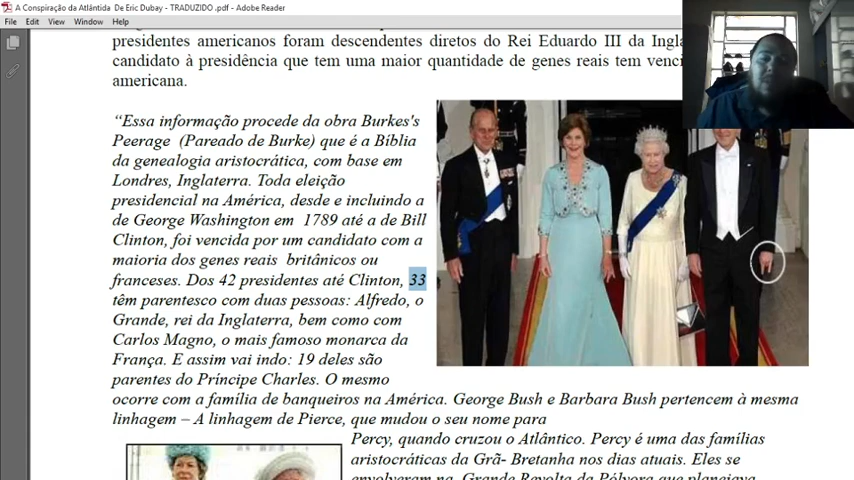 A Conspiração da Atlântida De Eric Dubay - TRADUZIDO .pdf - Adobe Reader
File Edit View Window Help
presidentes americanos foram descendentes diretos do Rei Eduardo III da
candidato à presidência que tem uma maior quantidade de genes reais tem
americana.
“Essa informação procede da obra Burkes's
Peerage (Pareado de Burke) que é a Bíblia
da genealogia aristocrática, com base em
Londres, Inglaterra. Toda eleição
presidencial na América, desde e incluindo a
de George Washington em 1789 até a de Bill
Clinton, foi vencida por um candidato com a
maioria dos genes reais britânicos ou
franceses. Dos 42 presidentes até Clinton, 33
têm parentesco com duas pessoas: Alfredo, o
Grande, rei da Inglaterra, bem como com
Carlos Magno, o mais famoso monarca da
França. E assim vai indo: 19 deles são
parentes do Príncipe Charles. O mesmo
ocorre com a família de banqueiros na América. George Bush e Barbara Bush pertencem à mesma
linhagem – A linhagem de Pierce, que mudou o seu nome para
Percy, quando cruzou o Atlântico. Percy é uma das famílias
aristocráticas da Grã- Bretanha nos dias atuais. Eles se
envolveram na Grande Revolta da Pólvora que planejava